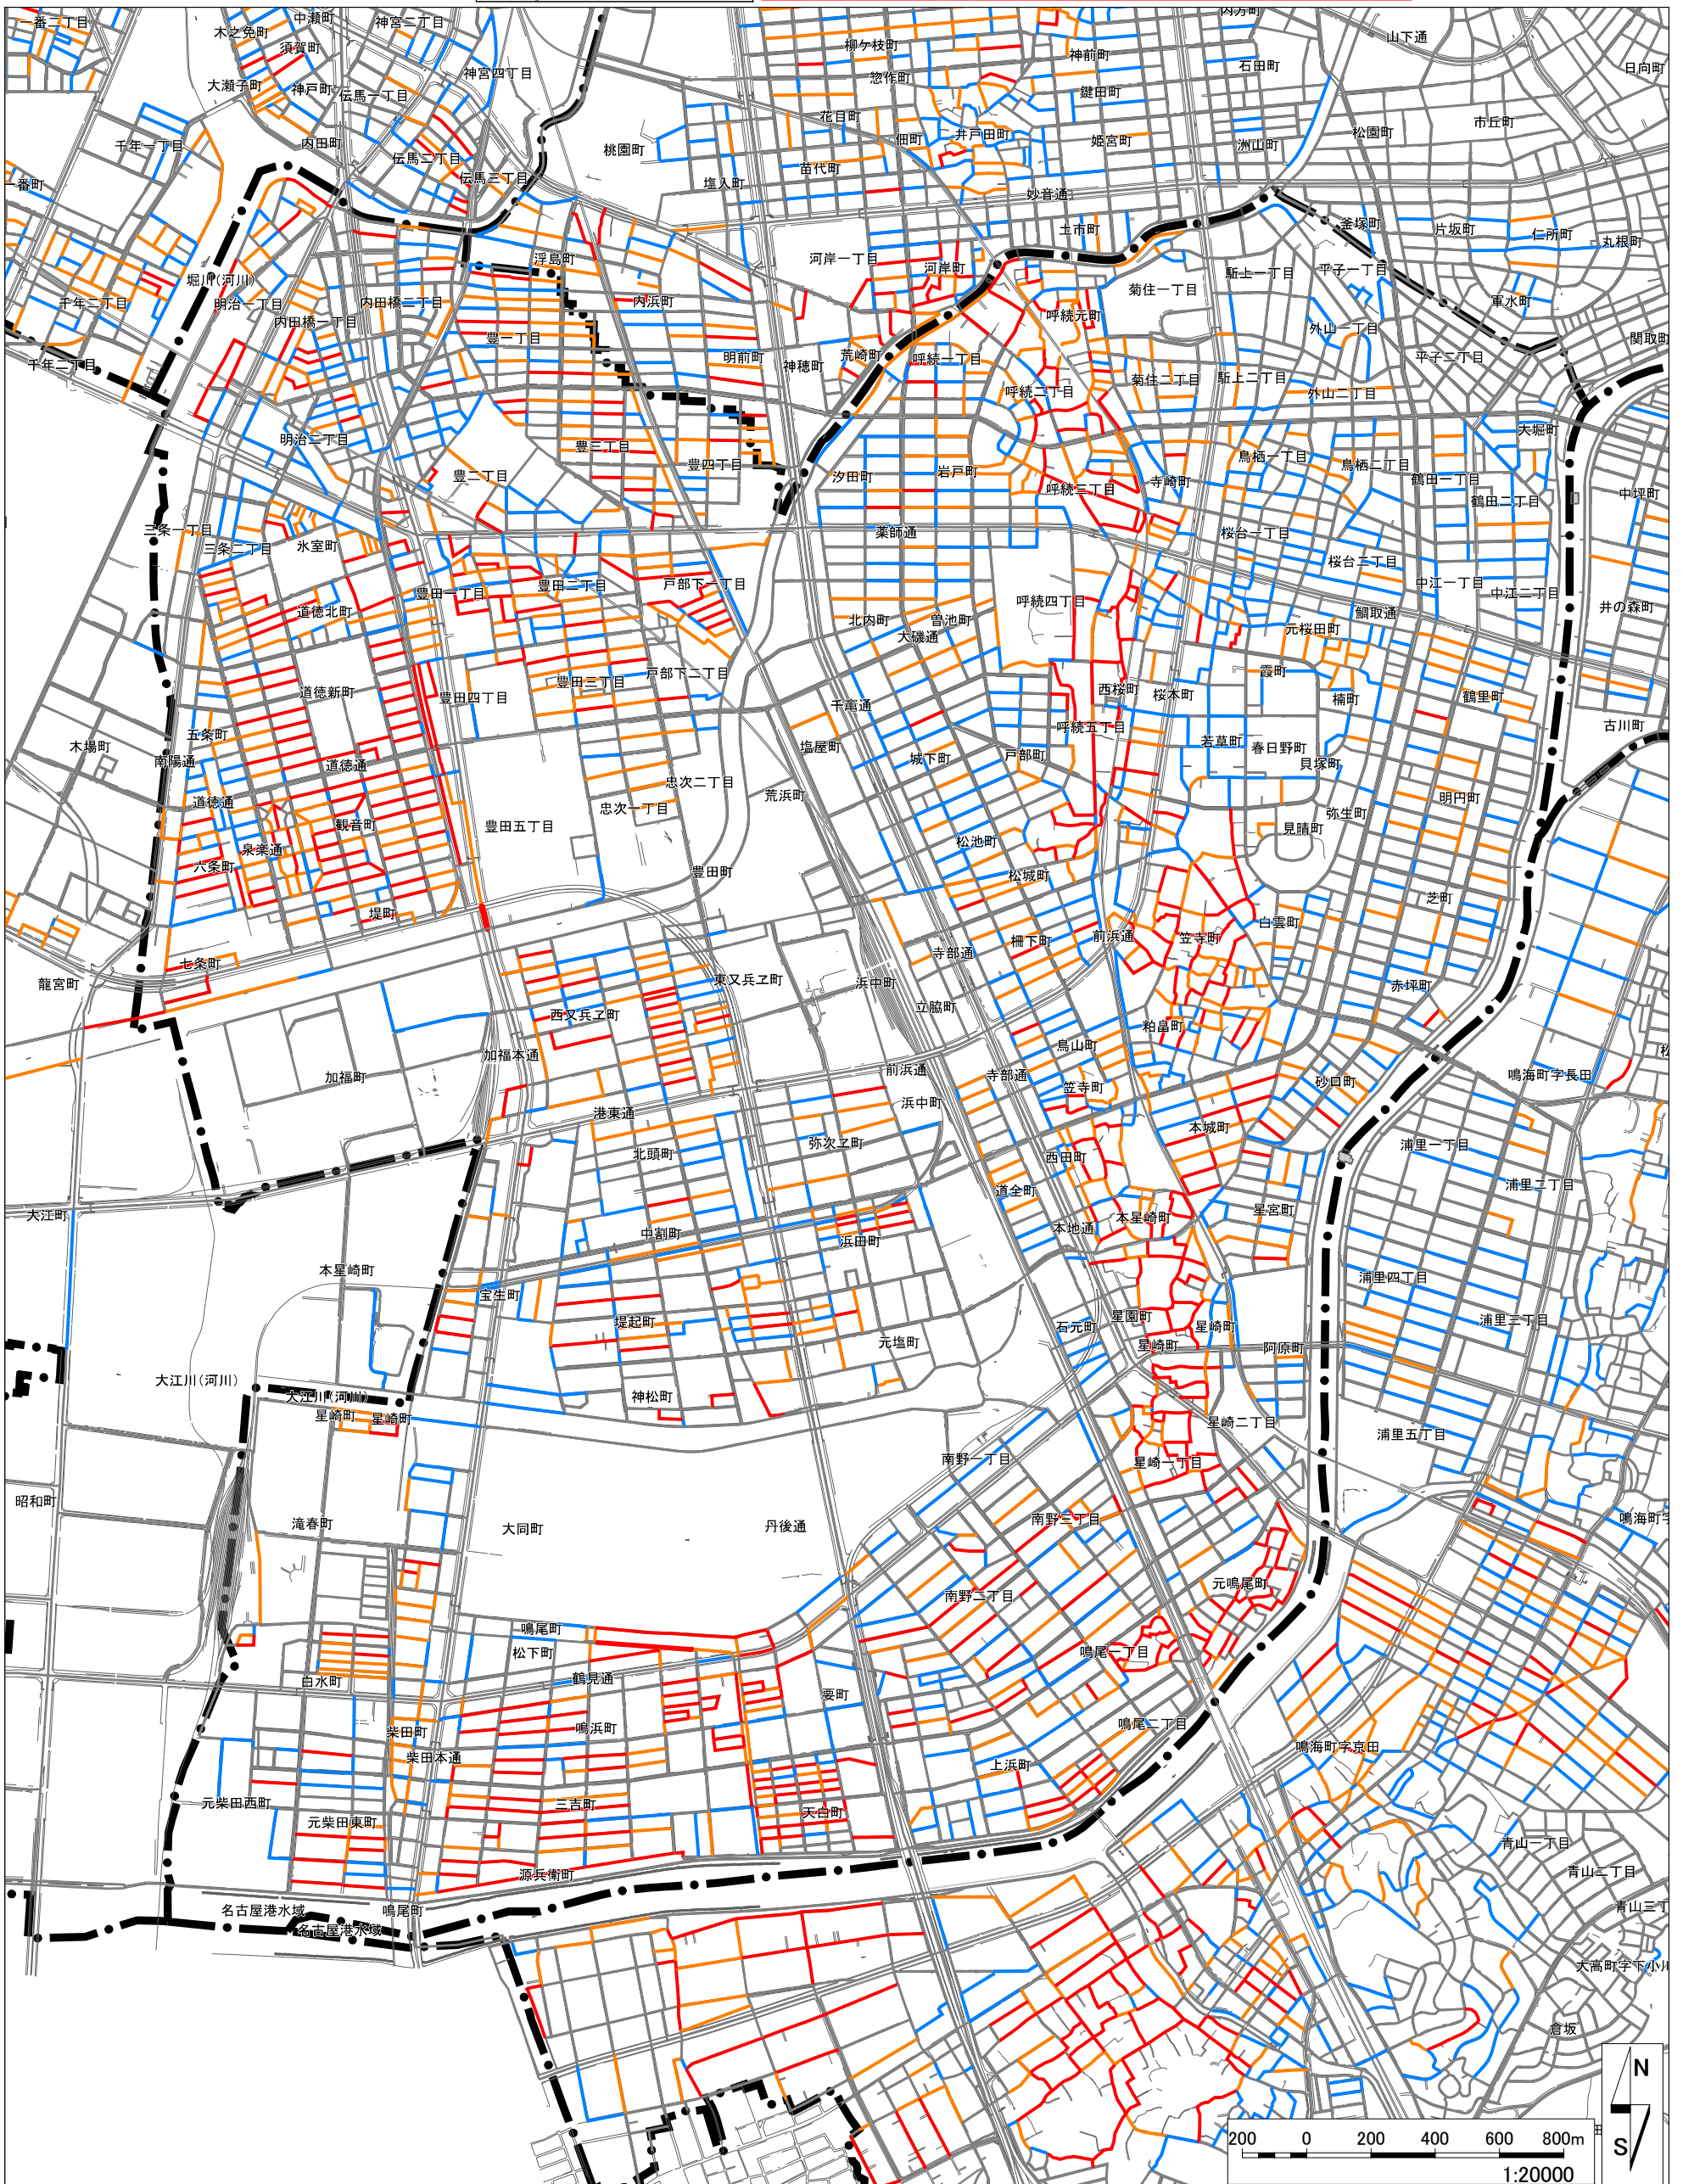 一番二丁目
木之免町
中瀬町
神宮二丁目
須賀町
大瀬子町
神戸町
伝馬一丁目
神宮四丁目
柳ケ枝町
惣作町
神前町
鍵田町
石田町
山下通
日向町
千年一丁目
内田町
伝馬二丁目
伝馬三丁目
桃園町
花目町
佃町
井戸田町
姫宮町
洲山町
松園町
市丘町
一番町
塩入町
苗代町
妙音通
土市町
釜塚町
片坂町
仁所町
丸根町
堀川(河川)
浮島町
河岸一丁目
河岸町
菊住一丁目
駈上一丁目
平子一丁目
軍水町
千年二丁目
明治一丁目
内田橋一丁目
内田橋二丁目
内浜町
呼続元町
外山一丁目
関取町
千年二丁目
豊一丁目
明前町
神穂町
荒崎町
呼続一丁目
呼続二丁目
菊住二丁目
駈上二丁目
外山二丁目
平子二丁目
明治二丁目
豊三丁目
豊四丁目
豊二丁目
汐田町
岩戸町
呼続三丁目
寺崎町
鳥栖一丁目
鳥栖二丁目
大堀町
鶴田一丁目
鶴田二丁目
中坪町
三条一丁目
三条二丁目
氷室町
薬師通
桜台一丁目
桜台二丁目
中江一丁目
中江二丁目
井の森町
豊田一丁目
豊田二丁目
戸部下一丁目
道徳北町
北内町
曽池町
大磯通
呼続四丁目
元桜田町
鯛取通
道徳新町
豊田四丁目
豊田三丁目
戸部下二丁目
千亀通
西桜町
桜本町
霞町
楠町
鶴里町
木場町
五条町
南陽通
道徳通
塩屋町
城下町
戸部町
呼続五丁目
若草町
春日野町
貝塚町
古川町
道徳通
観音町
泉楽通
六条町
豊田五丁目
忠次一丁目
忠次二丁目
荒浜町
松池町
見晴町
弥生町
明円町
堤町
豊田町
松城町
芝町
七条町
龍宮町
寺部通
柵下町
前浜通
笠寺町
白雲町
西又兵ヱ町
東又兵ヱ町
浜中町
立脇町
赤坪町
加福本通
加福町
前浜通
浜中町
寺部通
鳥山町
笠寺町
粕畠町
砂口町
鳴海町字長田
港東通
北頭町
弥次ヱ町
西田町
本城町
浦里一丁目
大江町
中割町
浜田町
道全町
本地通
本星崎町
星宮町
浦里二丁目
本星崎町
宝生町
堤起町
元塩町
石元町
星園町
星崎町
星崎町
阿原町
浦里四丁目
浦里三丁目
大江川(河川)
大江川(河川)
星崎町
星崎町
神松町
星崎二丁目
浦里五丁目
昭和町
滝春町
大同町
丹後通
南野一丁目
南野三丁目
星崎一丁目
南野二丁目
元鳴尾町
鳴尾町
松下町
鳴尾一丁目
白水町
鶴見通
要町
柴田町
鳴浜町
鳴尾二丁目
柴田本通
上浜町
鳴海町字京田
元柴田西町
元柴田東町
三吉町
天白町
青山一丁目
青山二丁目
源兵衛町
名古屋港水域
鳴尾町
名古屋港水域
倉坂
N
S
200 0 200 400 600 800m
1:20000